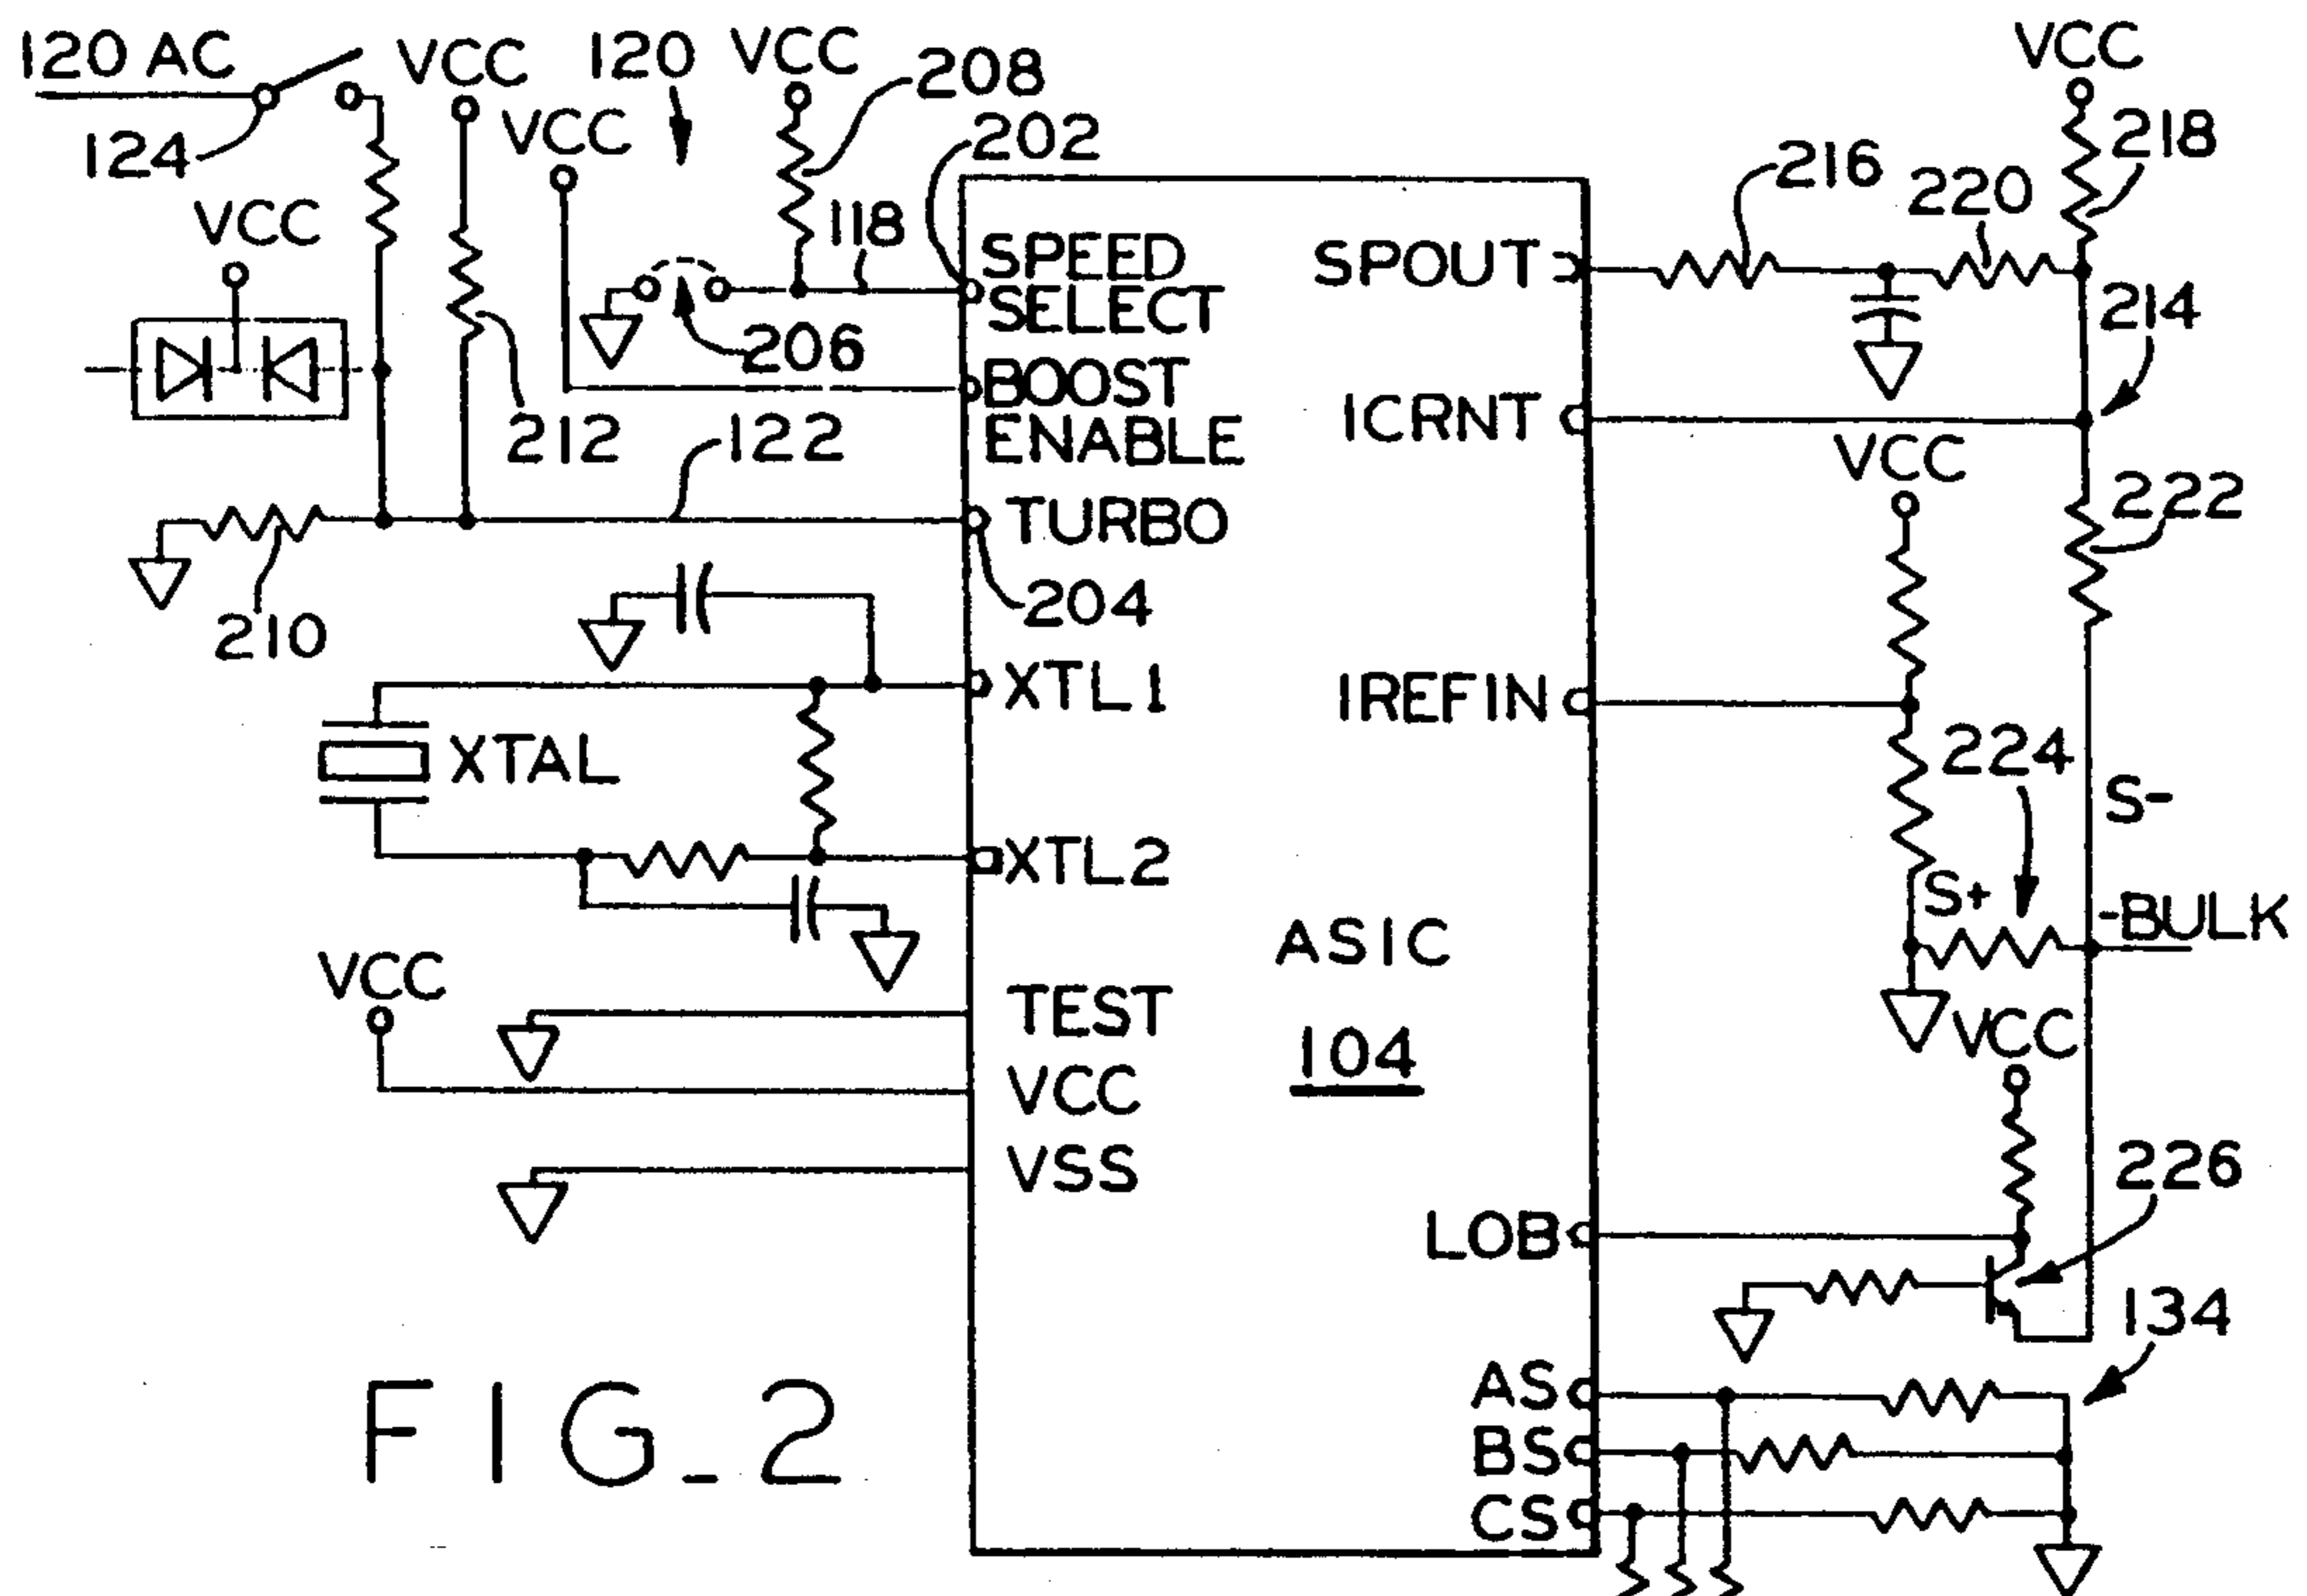 120 AC
VCC
120
VCC
208
VCC
124
VCC
202
216
218
220
VCC
118
SPEED
SELECT
SPOUT
214
206
BOOST
ENABLE
ICRNT
212
122
VCC
222
TURBO
204
210
XTL1
IREFIN
XTAL
224
S-
XTL2
S+
-BULK
ASIC
VCC
TEST
104
VCC
VCC
VSS
226
LOB
134
AS
BS
CS
FIG_2